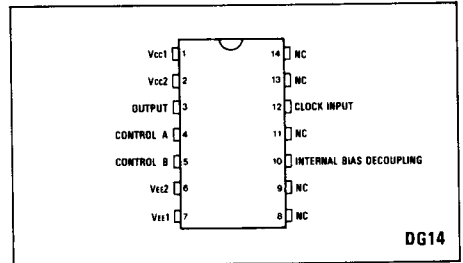 Vcc1 1 14 NC
Vcc2 2 13 NC
OUTPUT 3 12 CLOCK INPUT
CONTROL A 4 11 NC
CONTROL B 5 10 INTERNAL BIAS DECOUPLING
VEE2 6 9 NC
VEE1 7 8 NC
DG14